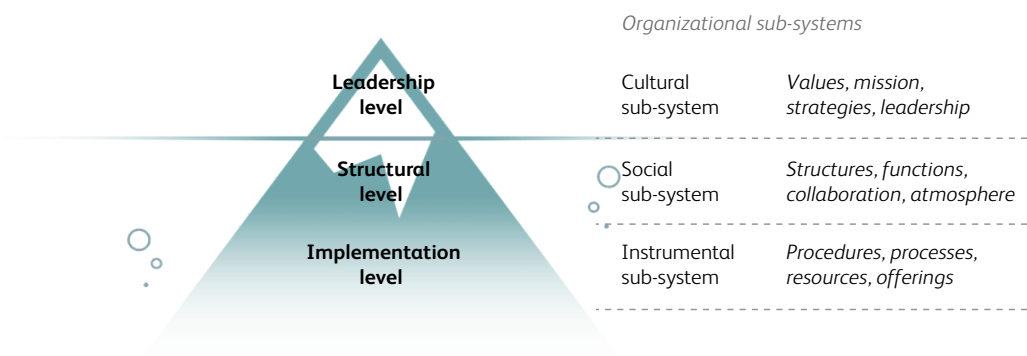 Organizational sub-systems
Leadership
level
Cultural
sub-system
Values, mission,
strategies, leadership
Structural
level
Social
sub-system
Structures, functions,
collaboration, atmosphere
Implementation
level
Instrumental
sub-system
Procedures, processes,
resources, offerings